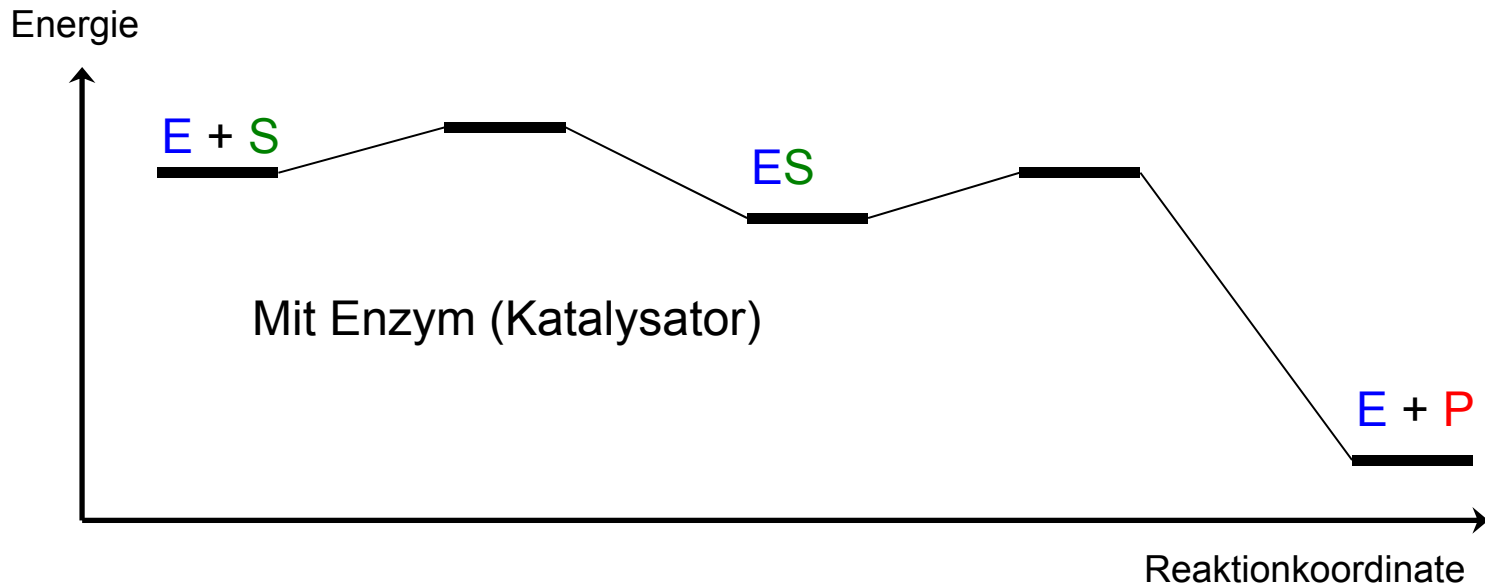 Energie
E + S
ES
Mit Enzym (Katalysator)
E + P
Reaktionkoordinate